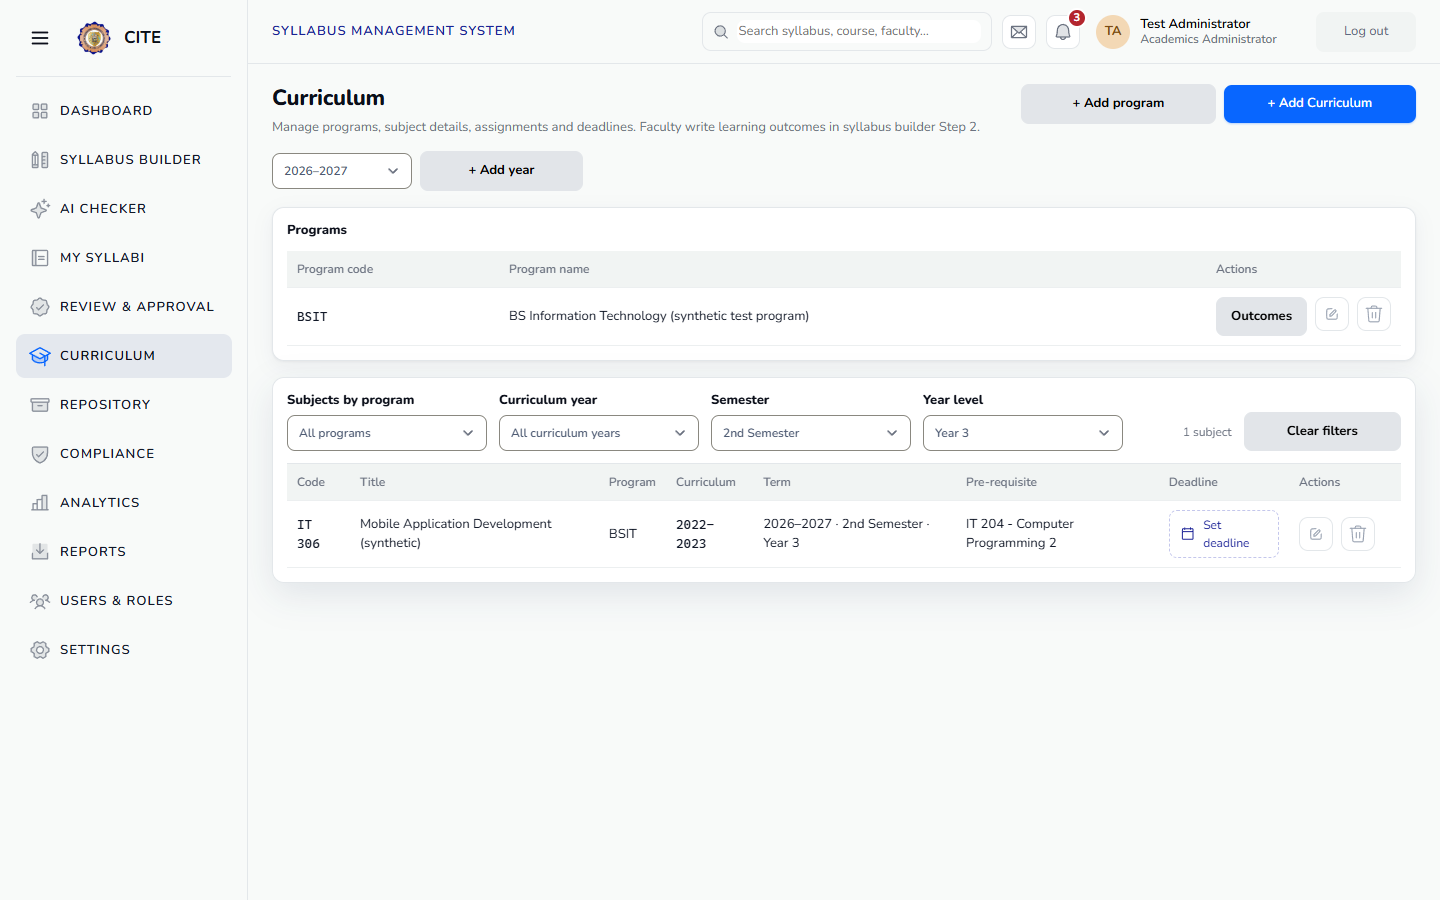 CITE
SYLLABUS MANAGEMENT SYSTEM
Search syllabus, course, faculty...
3
TA
Test Administrator
Academics Administrator
Log out
DASHBOARD
SYLLABUS BUILDER
AI CHECKER
MY SYLLABI
REVIEW & APPROVAL
CURRICULUM
REPOSITORY
COMPLIANCE
ANALYTICS
REPORTS
USERS & ROLES
SETTINGS
Curriculum
Manage programs, subject details, assignments and deadlines. Faculty write learning outcomes in syllabus builder Step 2.
+ Add program
+ Add Curriculum
2026–2027
+ Add year
Programs
Program code Program name Actions
BSIT BS Information Technology (synthetic test program) Outcomes
Subjects by program Curriculum year Semester Year level
All programs All curriculum years 2nd Semester Year 3 1 subject Clear filters
Code Title Program Curriculum Term Pre-requisite Deadline Actions
IT 306
Mobile Application Development
(synthetic)
BSIT
2022–
2023
2026–2027 · 2nd Semester ·
Year 3
IT 204 - Computer
Programming 2
Set
deadline